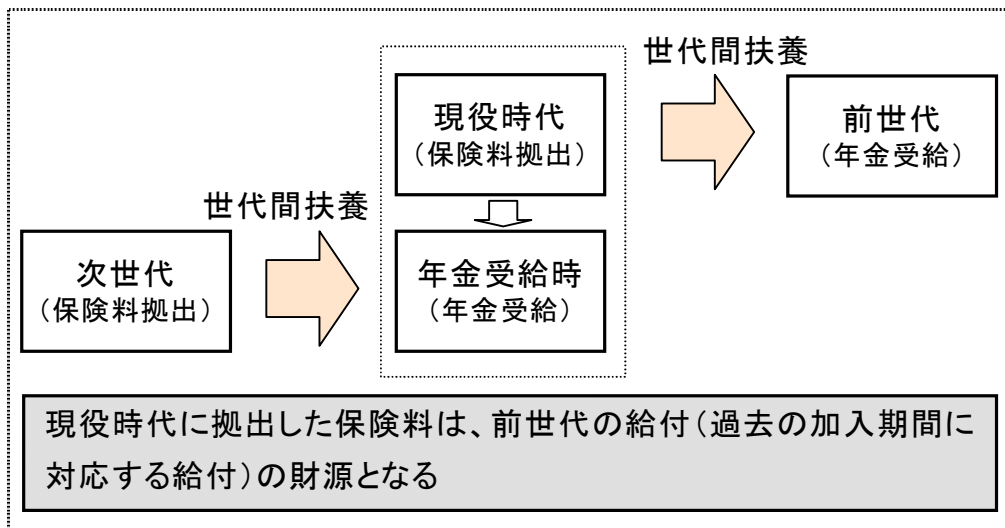 世代間扶養
現役時代
（保険料拠出）
前世代
（年金受給）
世代間扶養
次世代
（保険料拠出）
年金受給時
（年金受給）
現役時代に拠出した保険料は、前世代の給付（過去の加入期間に
対応する給付）の財源となる